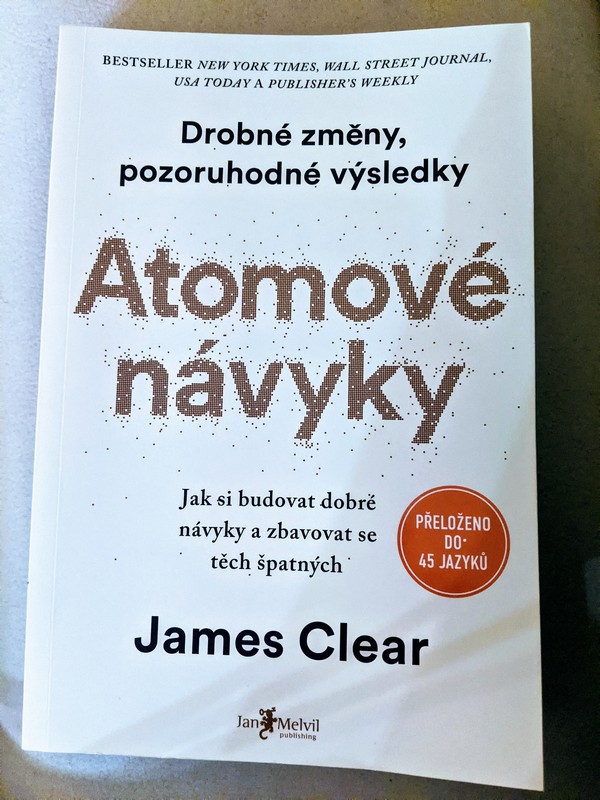 BESTSELLER NEW YORK TIMES, WALL STREET JOURNAL,
USA TODAY A PUBLISHER'S WEEKLY
Drobné změny,
pozoruhodné výsledky
Atomové
návyky
Jak si budovat dobré
návyky a zbavovat se
těch špatných
PŘELOŽENO
DO
45 JAZYKŮ
James Clear
Jan Melvil
publishing